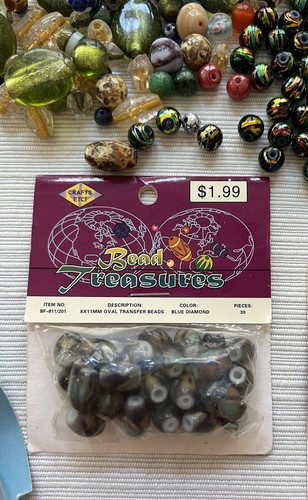 CRAFTS
ETC!
$1.99
Bead
Treasures
ITEM NO: DESCRIPTION: COLOR: PIECES:
BF-811/201 8X11MM OVAL TRANSFER BEADS BLUE DIAMOND 30